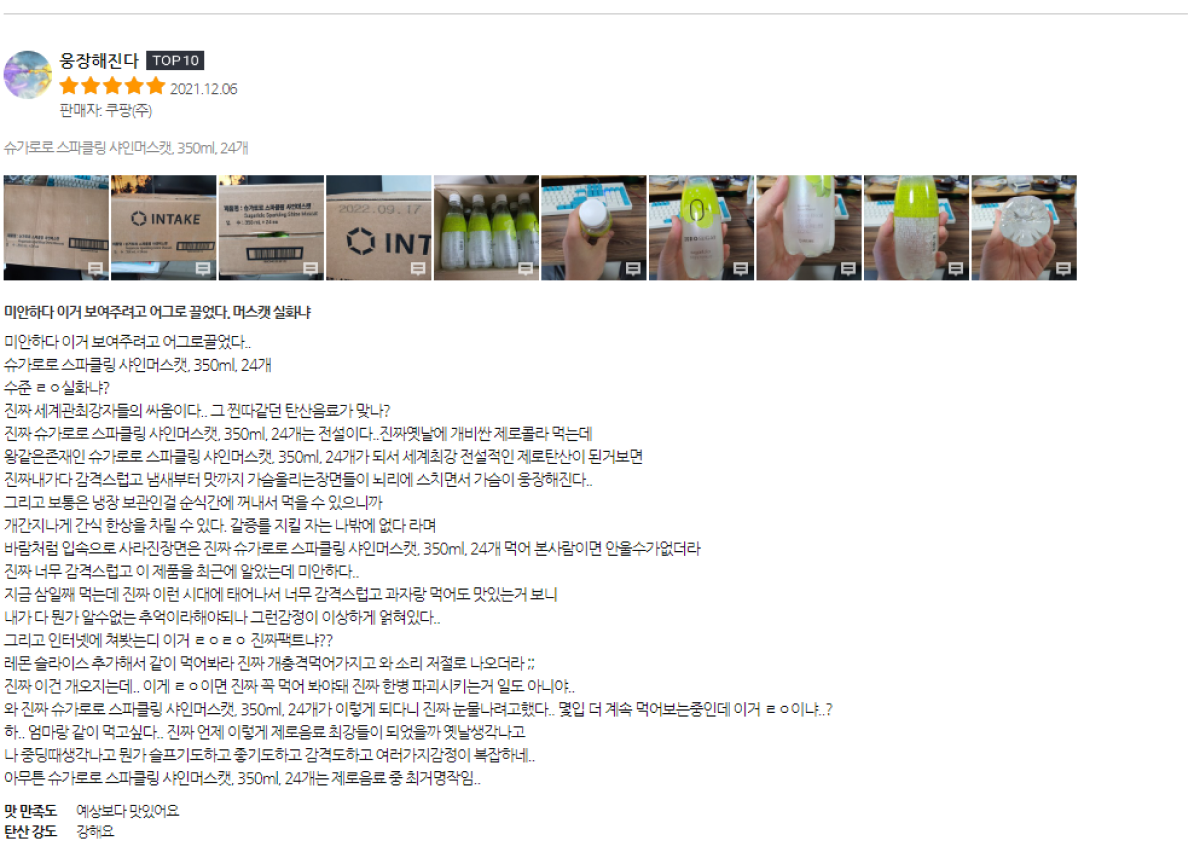 웅장해진다 TOP 10
2021.12.06
판매자: 쿠팡(주)
슈가로로 스파클링 샤인머스캣, 350ml, 24개
INTAKE
제품명 : 슈가로로 스파클링 샤인머스캣
2022.09.17
INT
미안하다 이거 보여주려고 어그로 끌었다. 머스캣 실화냐
미안하다 이거 보여주려고 어그로끌었다..
슈가로로 스파클링 샤인머스캣, 350ml, 24개
수준 ㄹㅇ실화냐?
진짜 세계관최강자들의 싸움이다.. 그 찐따같던 탄산음료가 맞나?
진짜 슈가로로 스파클링 샤인머스캣, 350ml, 24개는 전설이다..진짜옛날에 개비싼 제로콜라 먹는데
왕같은존재인 슈가로로 스파클링 샤인머스캣, 350ml, 24개가 되서 세계최강 전설적인 제로탄산이 된거보면
진짜내가다 감격스럽고 냄새부터 맛까지 가슴울리는장면들이 뇌리에 스치면서 가슴이 웅장해진다..
그리고 보통은 냉장 보관인걸 순식간에 꺼내서 먹을 수 있으니까
개간지나게 간식 한상을 차릴 수 있다. 갈증를 지킬 자는 나밖에 없다 라며
바람처럼 입속으로 사라진장면은 진짜 슈가로로 스파클링 샤인머스캣, 350ml, 24개 먹어 본사람이면 안울수가없더라
진짜 너무 감격스럽고 이 제품을 최근에 알았는데 미안하다..
지금 삼일째 먹는데 진짜 이런 시대에 태어나서 너무 감격스럽고 과자랑 먹어도 맛있는거 보니
내가 다 뭔가 알수없는 추억이라해야되나 그런감정이 이상하게 얽혀있다..
그리고 인터넷에 쳐봣는디 이거 ㄹㅇㄹㅇ 진짜팩트냐??
레몬 슬라이스 추가해서 같이 먹어봐라 진짜 개충격먹어가지고 와 소리 저절로 나오더라 ;;
진짜 이건 개오지는데.. 이게 ㄹㅇ이면 진짜 꼭 먹어 봐야돼 진짜 한병 파괴시키는거 일도 아니야..
와 진짜 슈가로로 스파클링 샤인머스캣, 350ml, 24개가 이렇게 되다니 진짜 눈물나려고했다.. 몇입 더 계속 먹어보는중인데 이거 ㄹㅇ이냐..?
하.. 엄마랑 같이 먹고싶다.. 진짜 언제 이렇게 제로음료 최강들이 되었을까 옛날생각나고
나 중딩때생각나고 뭔가 슬프기도하고 좋기도하고 감격도하고 여러가지감정이 복잡하네..
아무튼 슈가로로 스파클링 샤인머스캣, 350ml, 24개는 제로음료 중 최거명작임..
맛 만족도 예상보다 맛있어요
탄산 강도 강해요